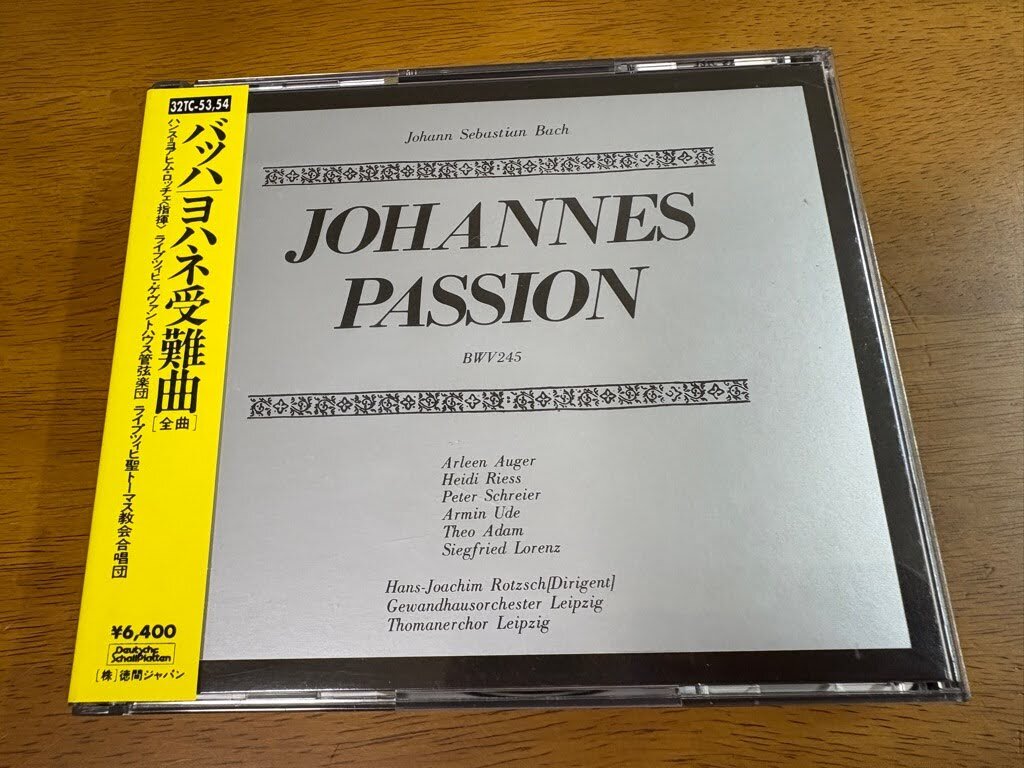 32TC-53,54
バッハ/ヨハネ受難曲[全曲]
ハンス=ヨアヒム・ロッチェ〈指揮〉 ライプツィヒ・ゲヴァントハウス管弦楽団 ライプツィヒ聖トーマス教会合唱団
¥6,400
Deutsche
Schallplatten
[株]徳間ジャパン
Johann Sebastian Bach
JOHANNES
PASSION
BWV245
Arleen Auger
Heidi Riess
Peter Schreier
Armin Ude
Theo Adam
Siegfried Lorenz
Hans-Joachim Rotzsch[Dirigent]
Gewandhausorchester Leipzig
Thomanerchor Leipzig